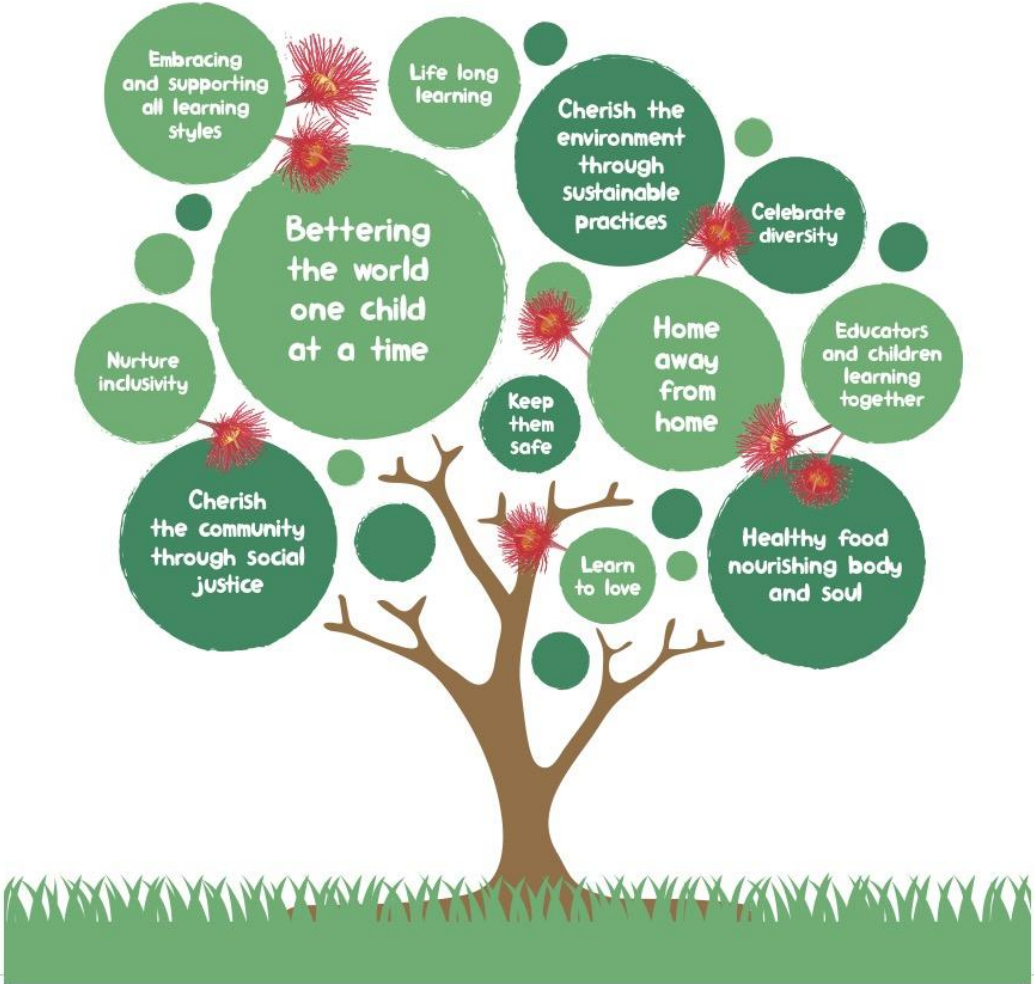 Embracing
and supporting
all learning
styles
Life long
learning
Cherish the
environment
through
sustainable
practices
Celebrate
diversity
Bettering
the world
one child
at a time
Home
away
from
home
Educators
and children
learning
together
Nurture
inclusivity
Keep
them
safe
Cherish
the community
through social
justice
Learn
to love
Healthy food
nourishing body
and soul